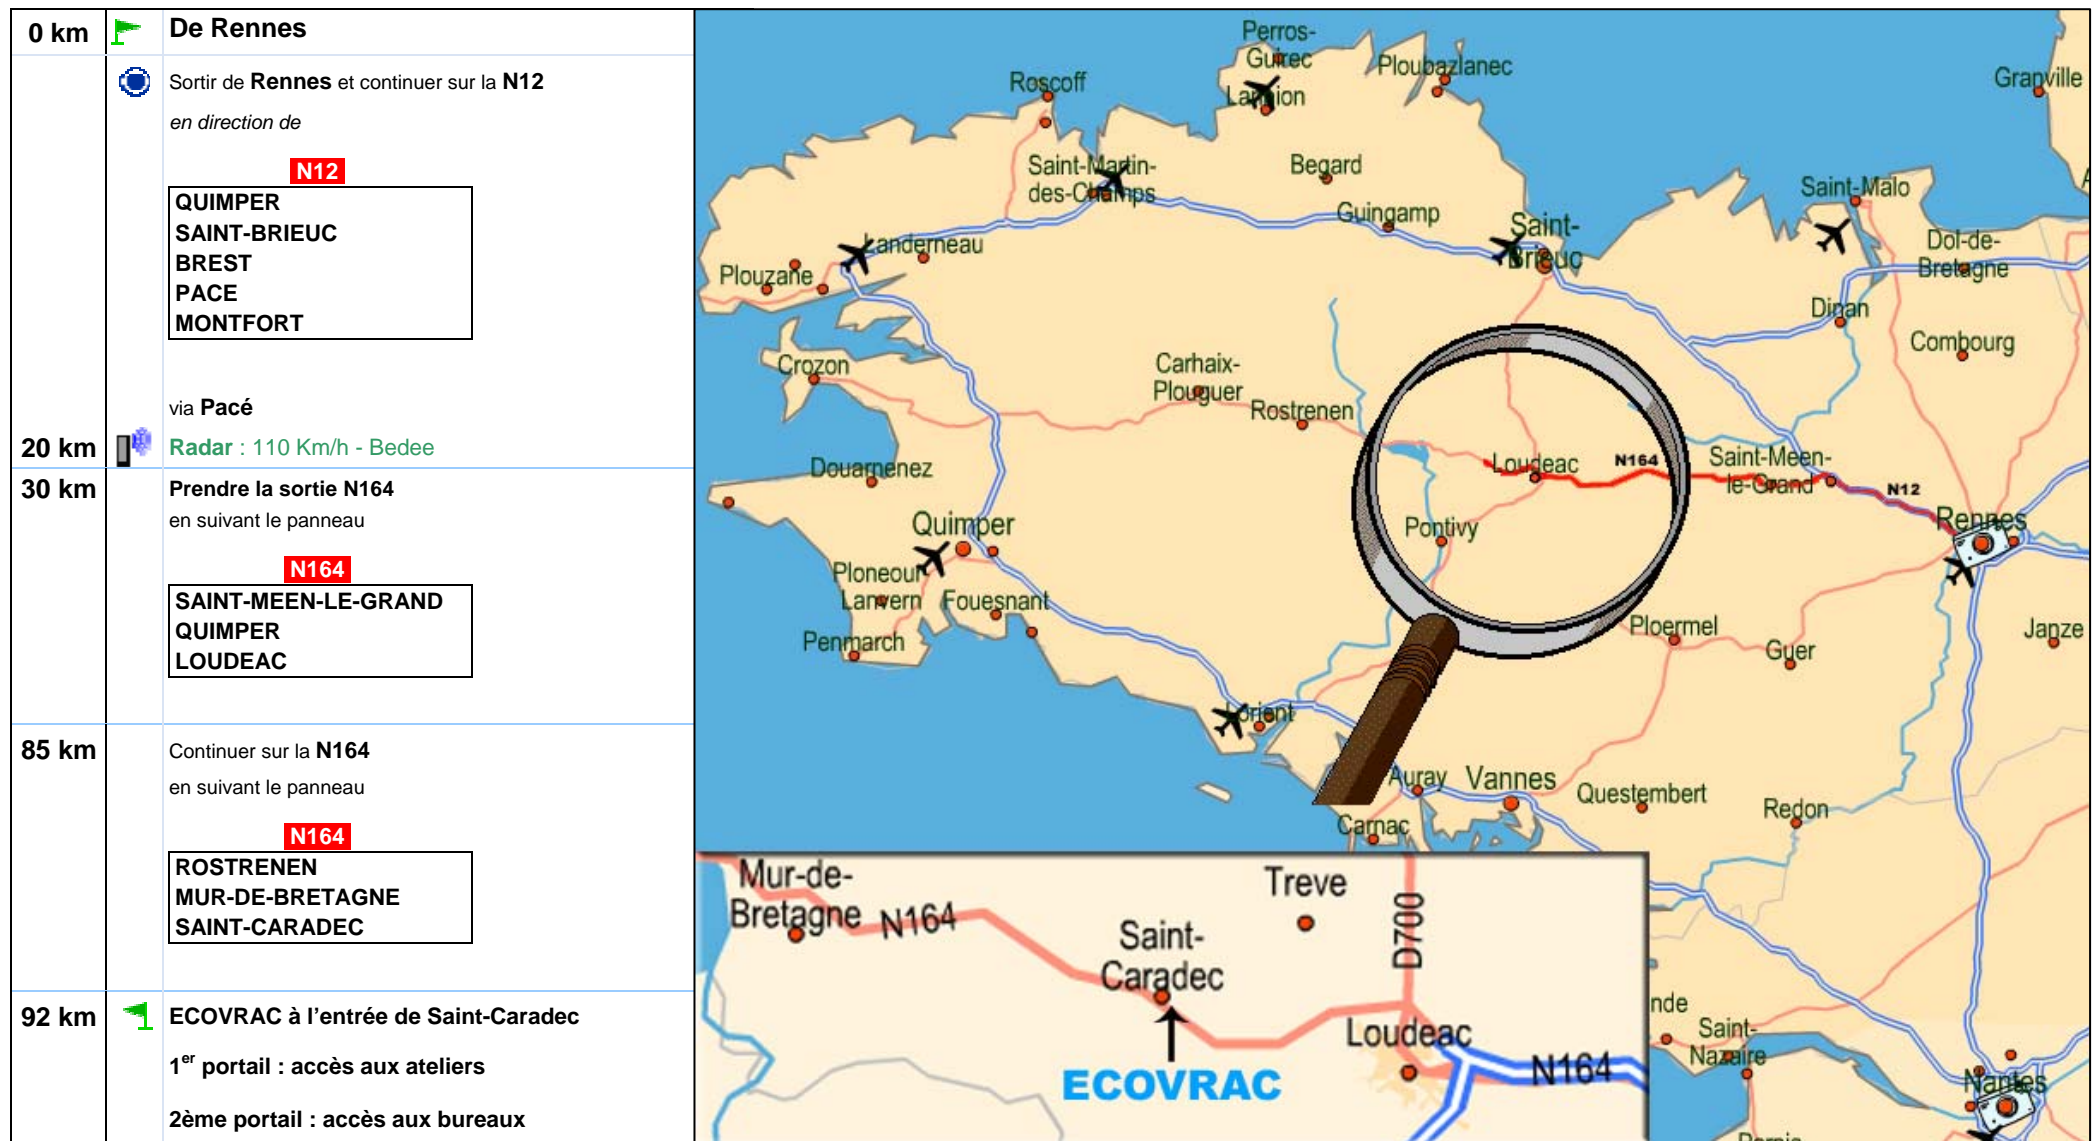 0 km De Rennes
Sortir de Rennes et continuer sur la N12
en direction de
N12
QUIMPER
SAINT-BRIEUC
BREST
PACE
MONTFORT
via Pacé
20 km Radar : 110 Km/h - Bedee
30 km Prendre la sortie N164
en suivant le panneau
N164
SAINT-MEEN-LE-GRAND
QUIMPER
LOUDEAC
85 km Continuer sur la N164
en suivant le panneau
N164
ROSTRENEN
MUR-DE-BRETAGNE
SAINT-CARADEC
92 km ECOVRAC à l'entrée de Saint-Caradec
1er portail : accès aux ateliers
2ème portail : accès aux bureaux
Perros-
Guirec
Ploubazlanec
Granville
Roscoff
Lannion
Saint-Martin-
des-Champs
Begard
Saint-Malo
Guingamp
Saint-
Brieuc
Landerneau
Dol-de-
Bretagne
Plouzane
Dinan
Combourg
Crozon
Carhaix-
Plouguer
Rostrenen
Douarnenez
Loudeac
N164
Saint-Meen-
le-Grand
N12
Quimper
Pontivy
Rennes
Ploneour
Lanvern
Fouesnant
Penmarch
Ploermel
Guer
Janze
Lorient
Auray
Vannes
Questembert
Redon
Carnac
Mur-de-
Bretagne
N164
Treve
D700
Saint-
Caradec
Loudeac
N164
ECOVRAC
nde
Saint-
Nazaire
Nantes